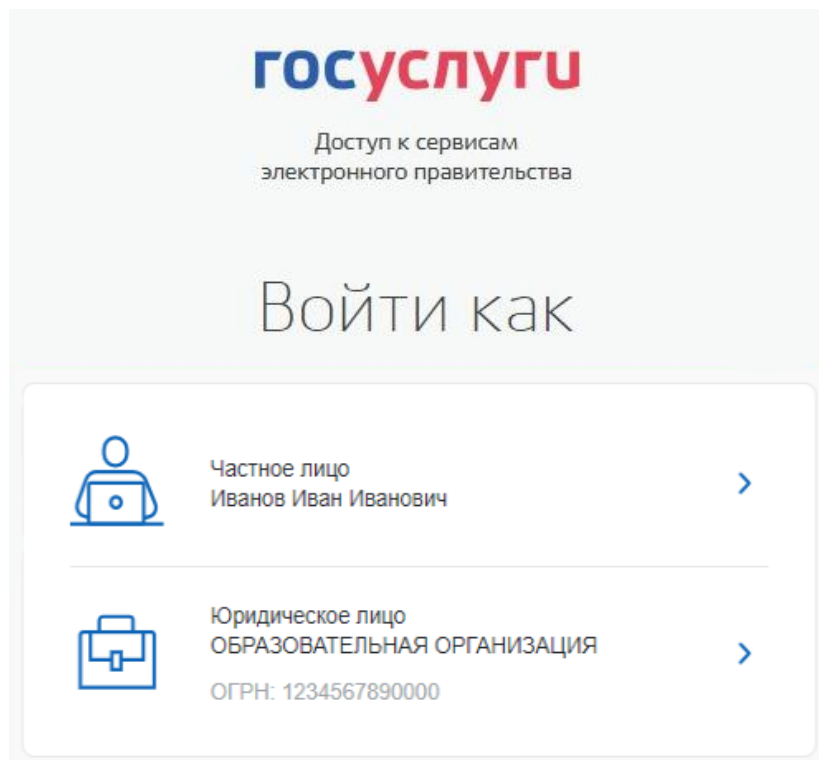 госуслуги
Доступ к сервисам
электронного правительства
Войти как
Частное лицо
Иванов Иван Иванович
Юридическое лицо
ОБРАЗОВАТЕЛЬНАЯ ОРГАНИЗАЦИЯ
ОГРН: 1234567890000